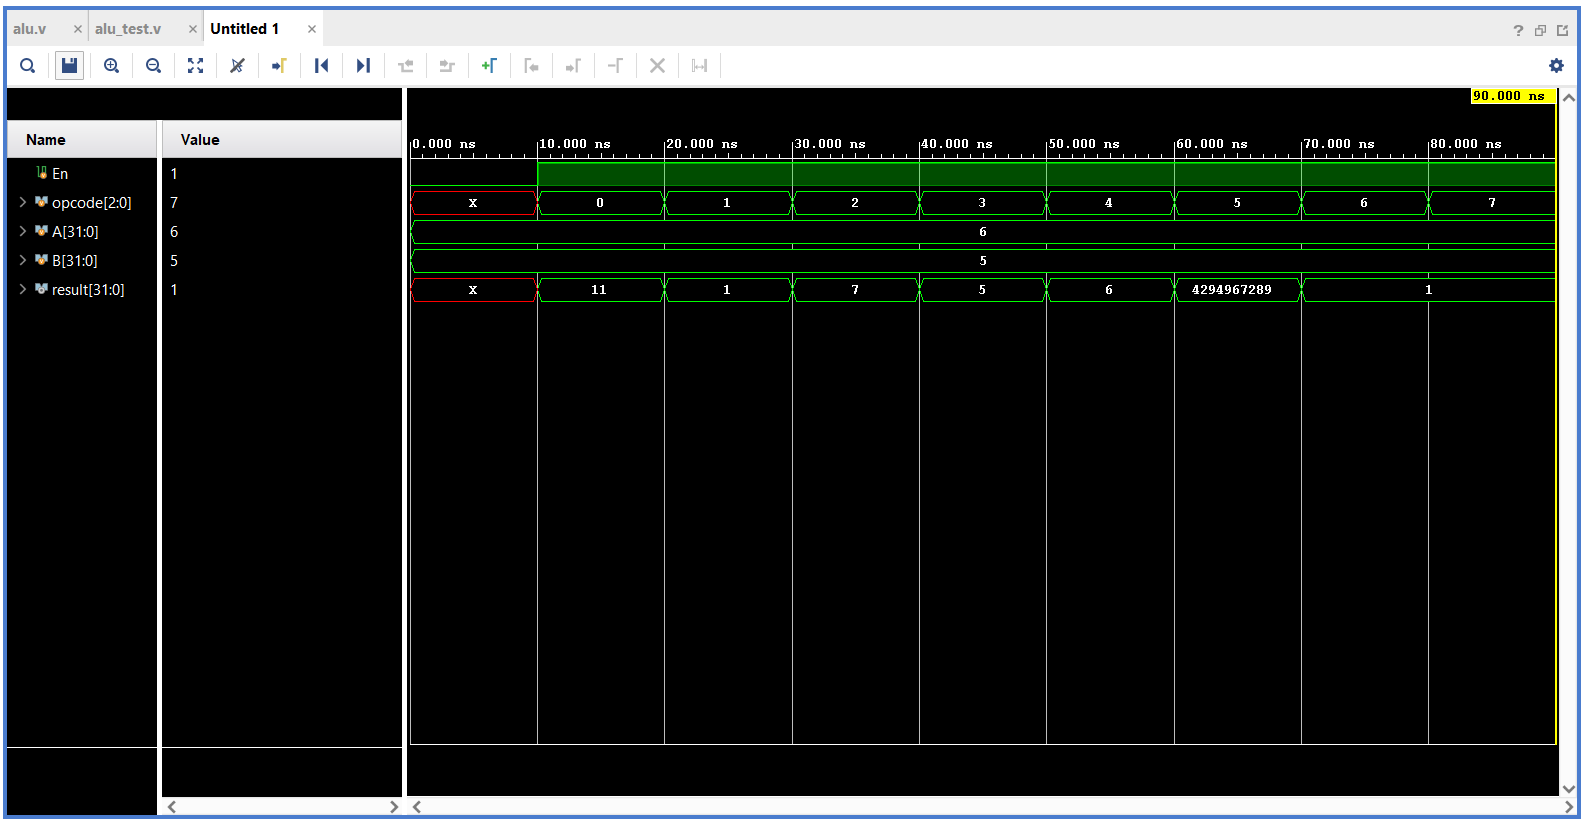 alu.v × alu_test.v × Untitled 1 ×
?
90.000 ns
Name Value
0.000 ns 10.000 ns 20.000 ns 30.000 ns 40.000 ns 50.000 ns 60.000 ns 70.000 ns 80.000 ns
En 1
opcode[2:0] 7 X 0 1 2 3 4 5 6 7
A[31:0] 6 6
B[31:0] 5 5
result[31:0] 1 X 11 1 7 5 6 4294967289 1